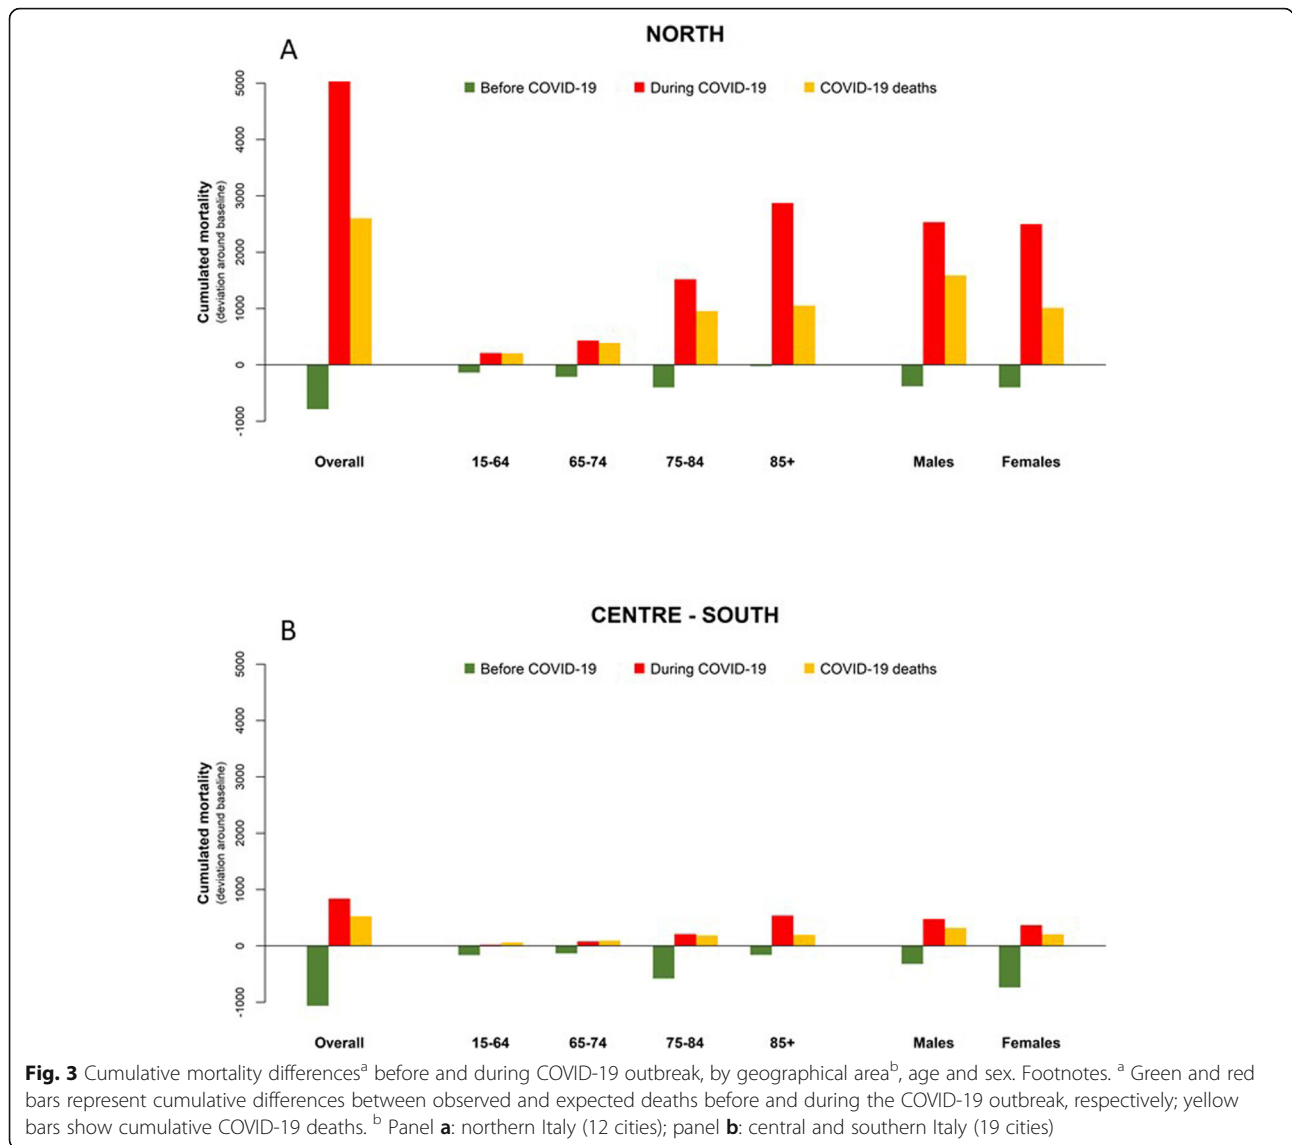 A
NORTH
Before COVID-19 During COVID-19 COVID-19 deaths
Cumulated mortality
(deviation around baseline)
5000
4000
3000
2000
1000
0
-1000
Overall 15-64 65-74 75-84 85+ Males Females
B
CENTRE - SOUTH
Before COVID-19 During COVID-19 COVID-19 deaths
Cumulated mortality
(deviation around baseline)
5000
4000
3000
2000
1000
0
-1000
Overall 15-64 65-74 75-84 85+ Males Females
Fig. 3 Cumulative mortality differencesᵃ before and during COVID-19 outbreak, by geographical areaᵇ, age and sex. Footnotes. ᵃ Green and red
bars represent cumulative differences between observed and expected deaths before and during the COVID-19 outbreak, respectively; yellow
bars show cumulative COVID-19 deaths. ᵇ Panel a: northern Italy (12 cities); panel b: central and southern Italy (19 cities)